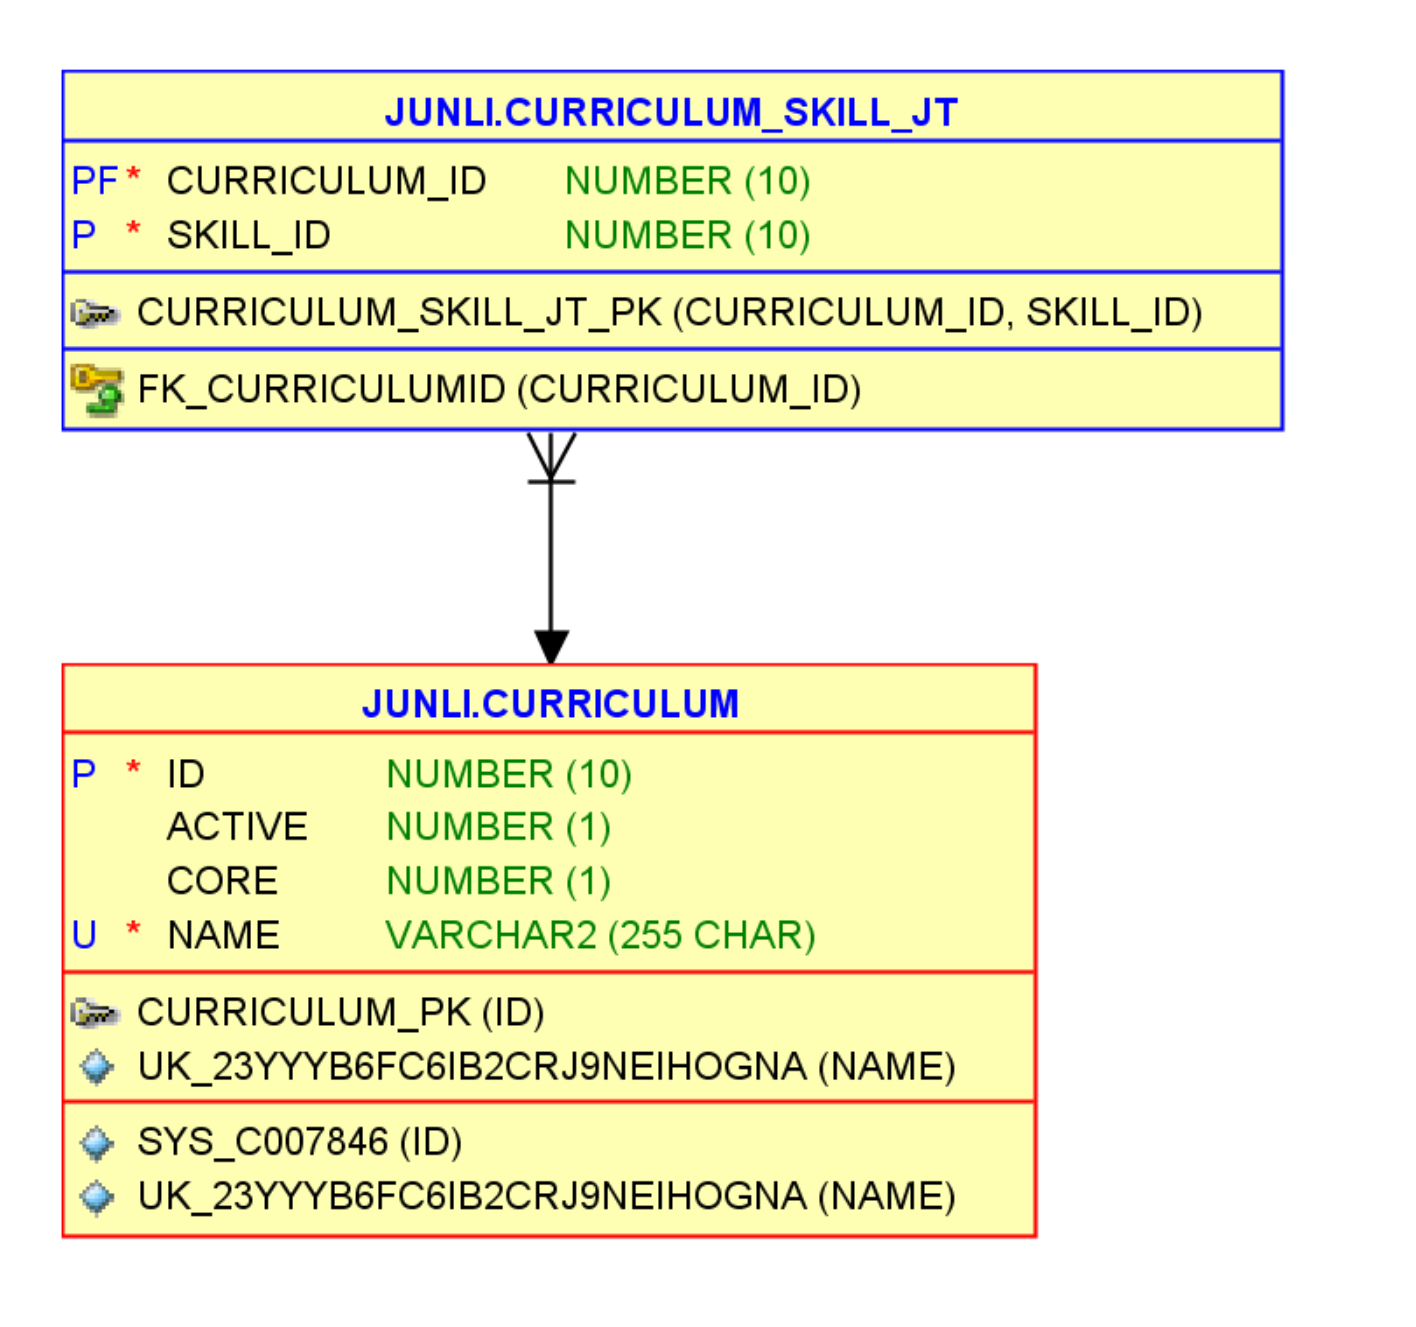 JUNLI.CURRICULUM_SKILL_JT
PF * CURRICULUM_ID NUMBER (10)
P * SKILL_ID NUMBER (10)
CURRICULUM_SKILL_JT_PK (CURRICULUM_ID, SKILL_ID)
FK_CURRICULUMID (CURRICULUM_ID)
JUNLI.CURRICULUM
P * ID NUMBER (10)
ACTIVE NUMBER (1)
CORE NUMBER (1)
U * NAME VARCHAR2 (255 CHAR)
CURRICULUM_PK (ID)
UK_23YYYB6FC6IB2CRJ9NEIHOGNA (NAME)
SYS_C007846 (ID)
UK_23YYYB6FC6IB2CRJ9NEIHOGNA (NAME)